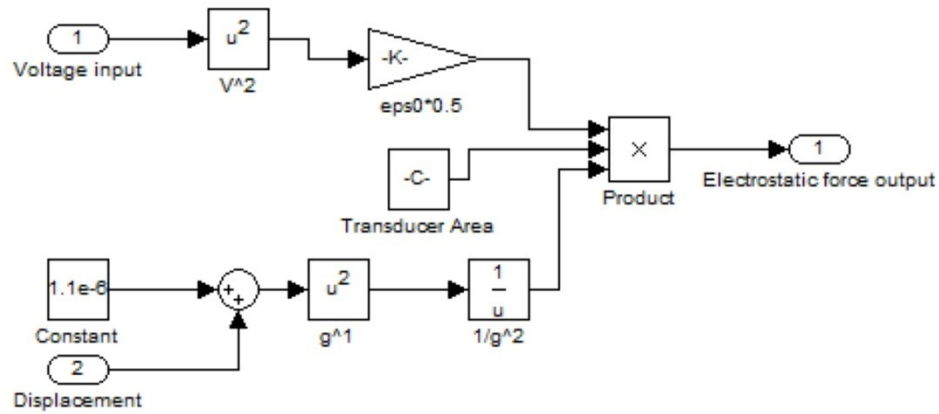 1
Voltage input
u2
V^2
-K-
eps0*0.5
-C-
Transducer Area
×
Product
1
Electrostatic force output
1.1e-6
Constant
2
Displacement
+
+
u2
g^1
1
u
1/g^2